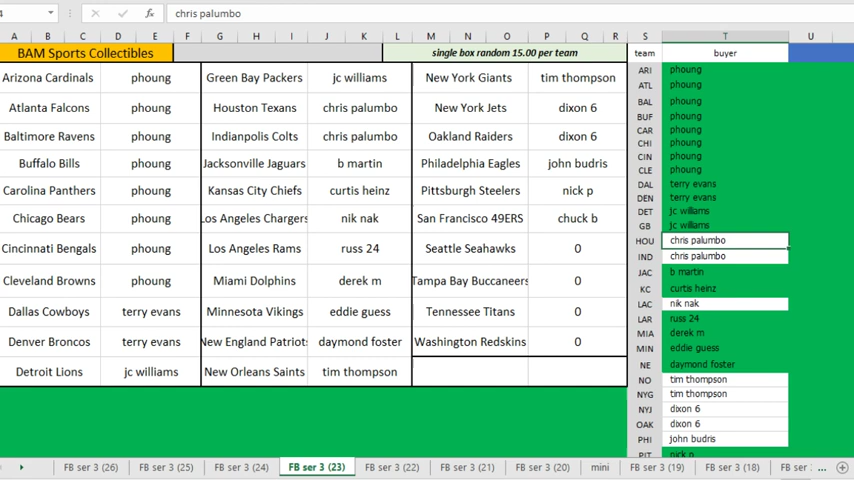 4 fx chris palumbo
A B C D E F G H I J K L M N O P Q R S T U
BAM Sports Collectibles single box random 15.00 per team team buyer
Arizona Cardinals phoung Green Bay Packers jc williams New York Giants tim thompson
Atlanta Falcons phoung Houston Texans chris palumbo New York Jets dixon 6
Baltimore Ravens phoung Indianpolis Colts chris palumbo Oakland Raiders dixon 6
Buffalo Bills phoung Jacksonville Jaguars b martin Philadelphia Eagles john budris
Carolina Panthers phoung Kansas City Chiefs curtis heinz Pittsburgh Steelers nick p
Chicago Bears phoung Los Angeles Chargers nik nak San Francisco 49ERS chuck b
Cincinnati Bengals phoung Los Angeles Rams russ 24 Seattle Seahawks 0
Cleveland Browns phoung Miami Dolphins derek m Tampa Bay Buccaneers 0
Dallas Cowboys terry evans Minnesota Vikings eddie guess Tennessee Titans 0
Denver Broncos terry evans New England Patriots daymond foster Washington Redskins 0
Detroit Lions jc williams New Orleans Saints tim thompson
ARI phoung
ATL phoung
BAL phoung
BUF phoung
CAR phoung
CHI phoung
CIN phoung
CLE phoung
DAL terry evans
DEN terry evans
DET jc wiliams
GB jc wiliams
HOU chris palumbo
IND chris palumbo
JAC b martin
KC curtis heinz
LAC nik nak
LAR russ 24
MIA derek m
MIN eddie guess
NE daymond foster
NO tim thompson
NYG tim thompson
NYJ dixon 6
OAK dixon 6
PHI john budris
PIT nick p
FB ser 3 (26) FB ser 3 (25) FB ser 3 (24) FB ser 3 (23) FB ser 3 (22) FB ser 3 (21) FB ser 3 (20) mini FB ser 3 (19) FB ser 3 (18) FB ser ...